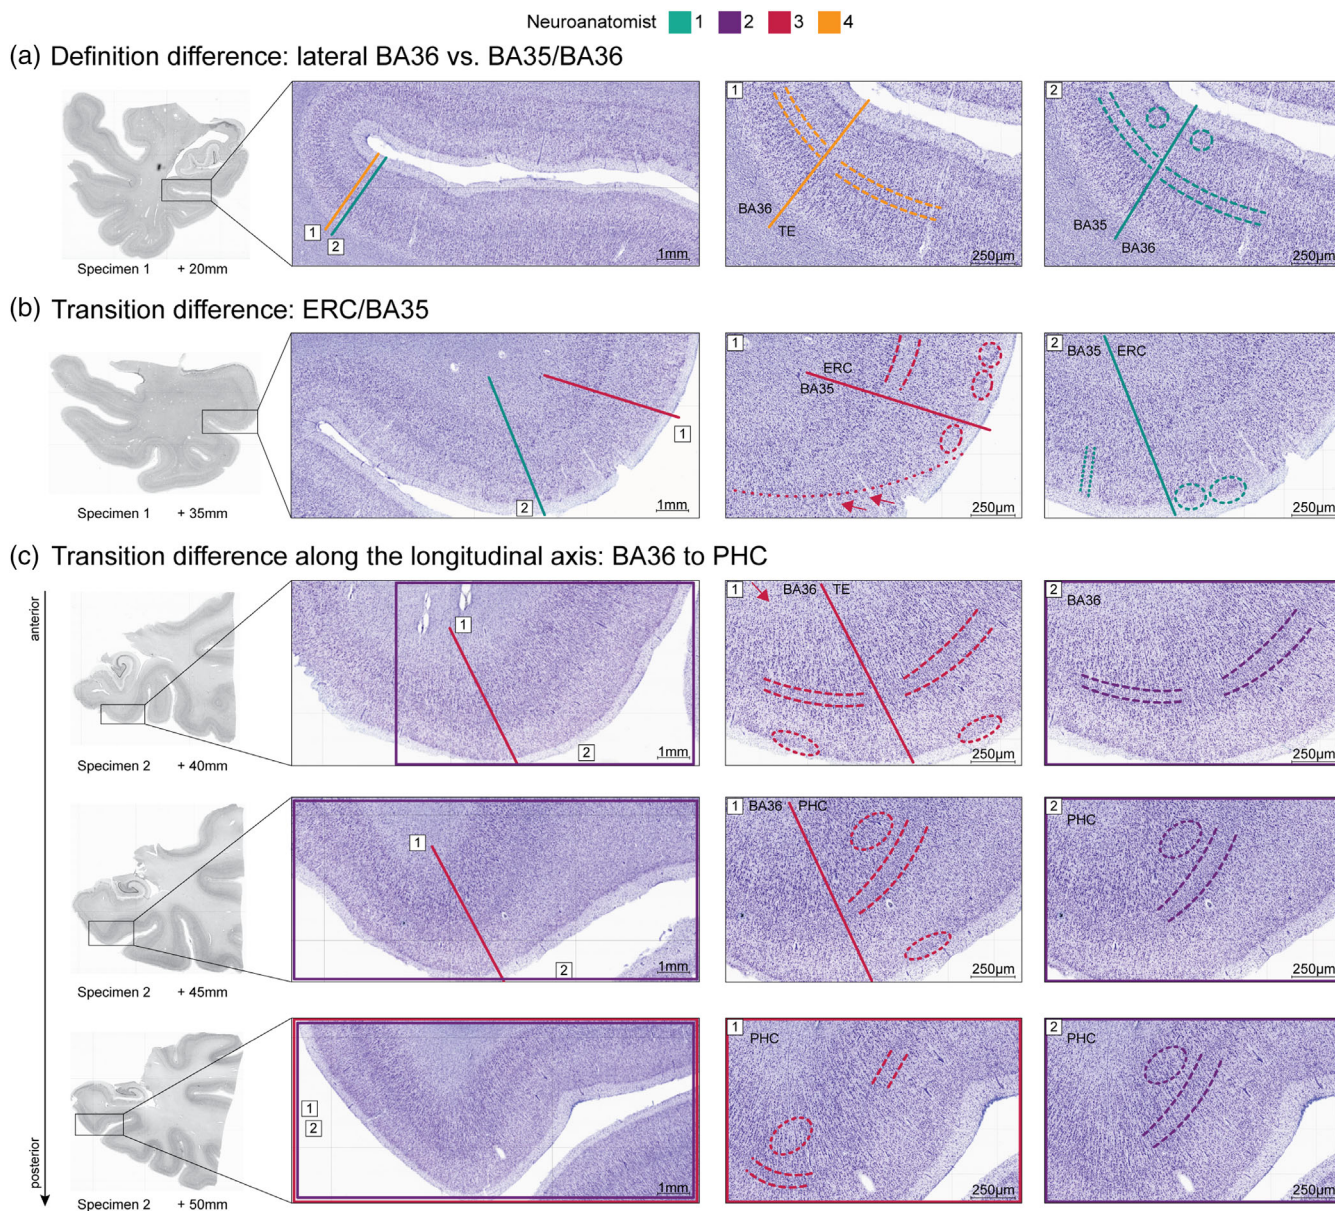 Neuroanatomist 1 2 3 4
(a) Definition difference: lateral BA36 vs. BA35/BA36
1
2
1mm
1
BA36
TE
250µm
2
BA35
BA36
250µm
Specimen 1 + 20mm
(b) Transition difference: ERC/BA35
1
2
1mm
1
ERC
BA35
250µm
2
BA35 ERC
250µm
Specimen 1 + 35mm
(c) Transition difference along the longitudinal axis: BA36 to PHC
anterior
1
2
1mm
1
BA36 TE
250µm
2
BA36
250µm
Specimen 2 + 40mm
1
2
1mm
1 BA36 PHC
250µm
2
PHC
250µm
Specimen 2 + 45mm
1
2
1mm
1
PHC
250µm
2
PHC
250µm
posterior
Specimen 2 + 50mm